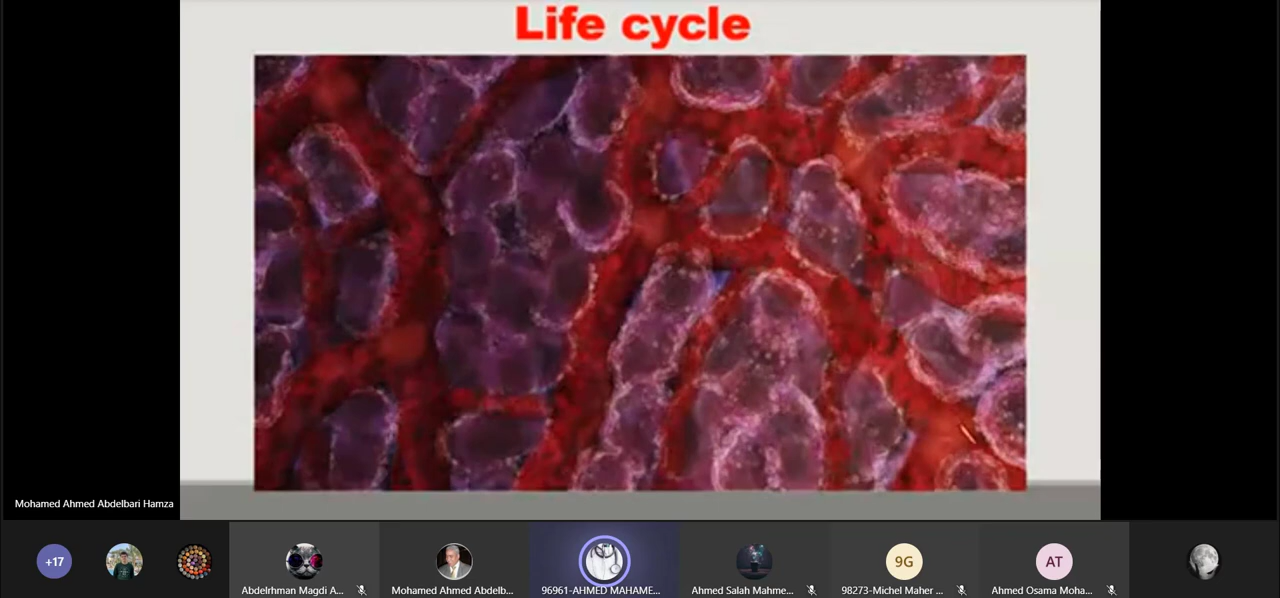 Life cycle
Mohamed Ahmed Abdelbari Hamza
+17
Abdelrhman Magdi A...
Mohamed Ahmed Abdelb...
96961-AHMED MAHAME...
Ahmed Salah Mahme...
9G
98273-Michel Maher ...
AT
Ahmed Osama Moha...